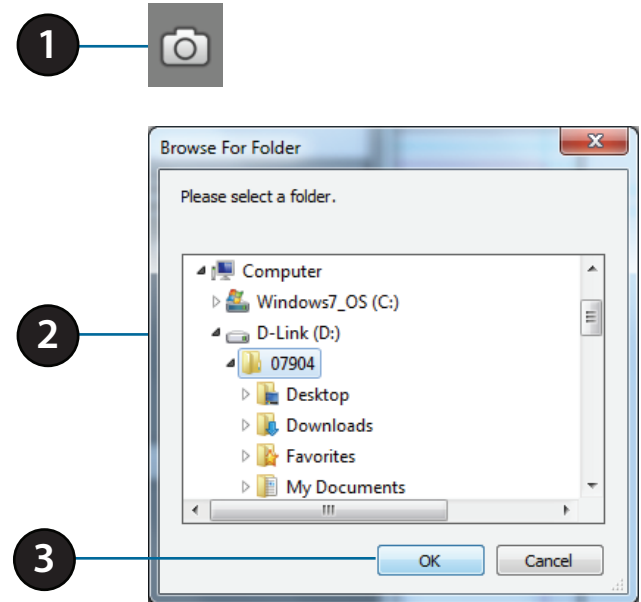 1
Browse For Folder
Please select a folder.
Computer
Windows7_OS (C:)
2
D-Link (D:)
07904
Desktop
Downloads
Favorites
My Documents
3
OK
Cancel